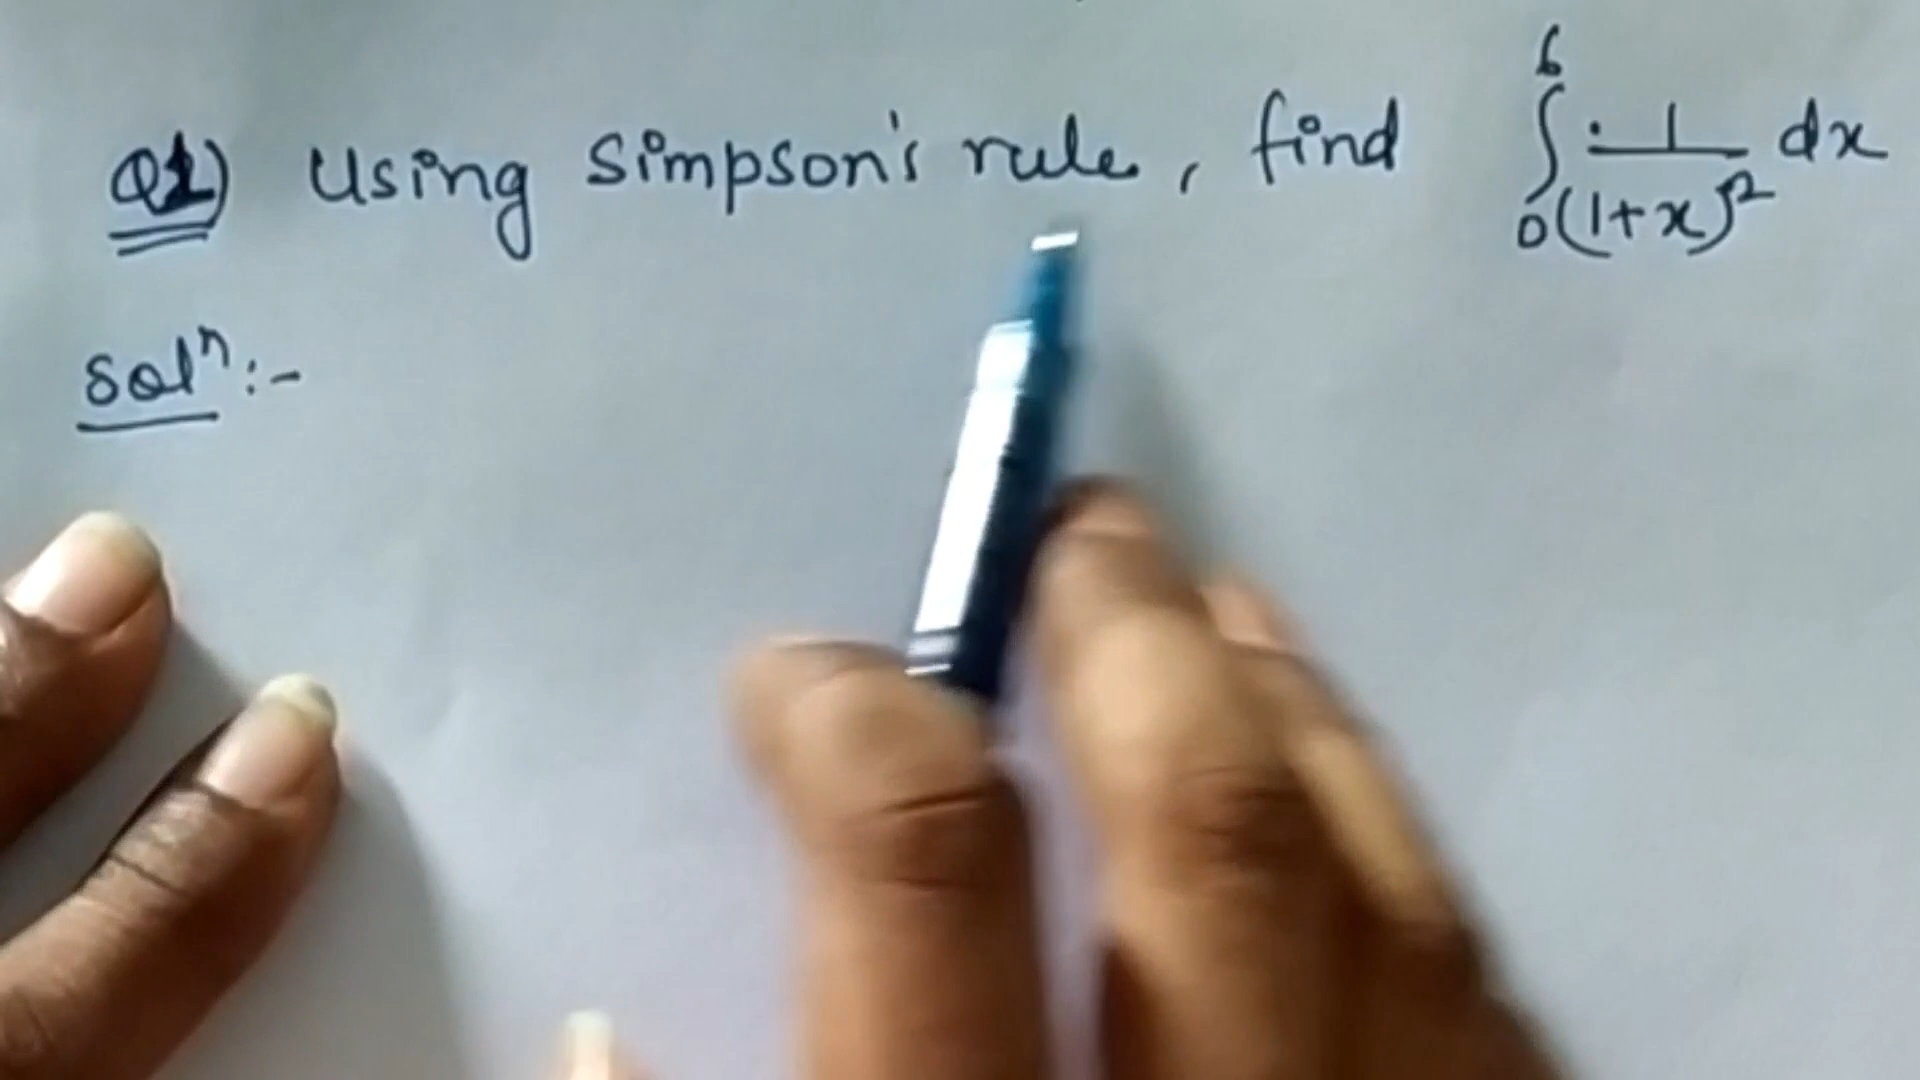 Q1) Using Simpson's rule, find ∫₀⁶ 1/(1+x)² dx
Solⁿ:-